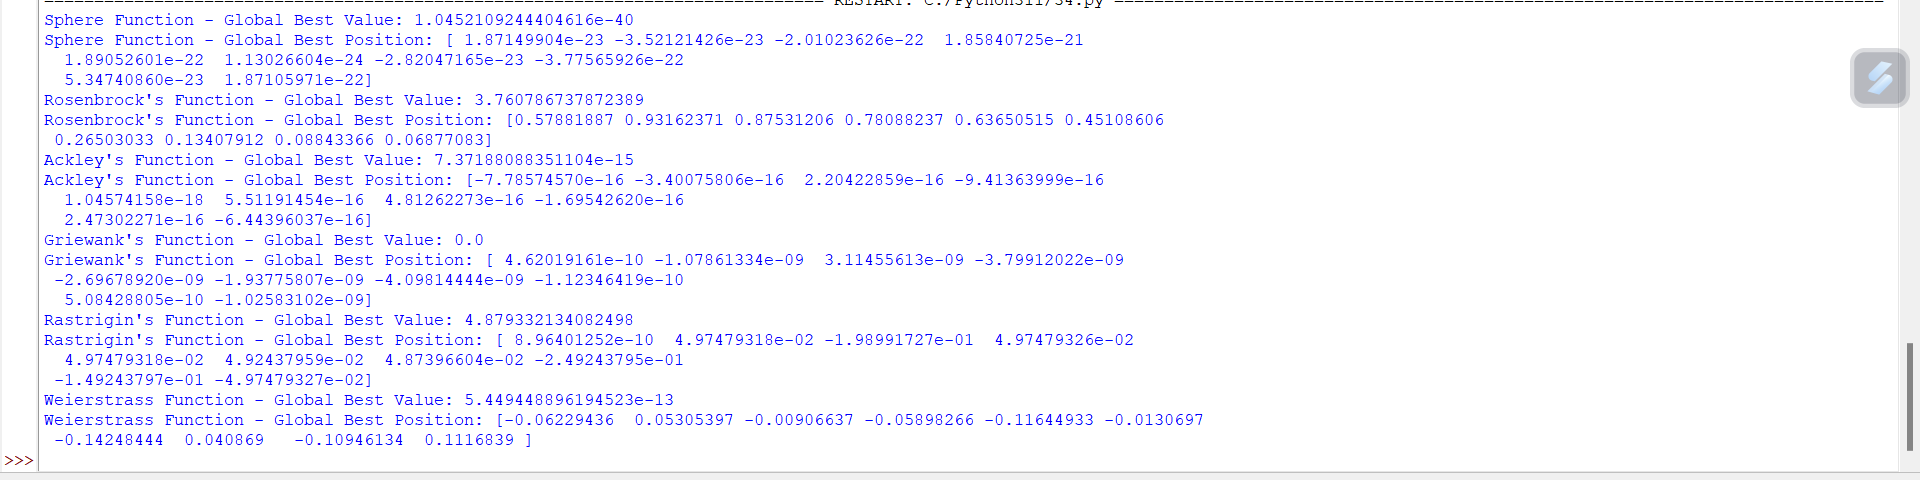 RESTART: C:/Python311/34.py
Sphere Function - Global Best Value: 1.0452109244404616e-40
Sphere Function - Global Best Position: [ 1.87149904e-23 -3.52121426e-23 -2.01023626e-22  1.85840725e-21
  1.89052601e-22  1.13026604e-24 -2.82047165e-23 -3.77565926e-22
  5.34740860e-23  1.87105971e-22]
Rosenbrock's Function - Global Best Value: 3.760786737872389
Rosenbrock's Function - Global Best Position: [0.57881887 0.93162371 0.87531206 0.78088237 0.63650515 0.45108606
 0.26503033 0.13407912 0.08843366 0.06877083]
Ackley's Function - Global Best Value: 7.37188088351104e-15
Ackley's Function - Global Best Position: [-7.78574570e-16 -3.40075806e-16  2.20422859e-16 -9.41363999e-16
  1.04574158e-18  5.51191454e-16  4.81262273e-16 -1.69542620e-16
  2.47302271e-16 -6.44396037e-16]
Griewank's Function - Global Best Value: 0.0
Griewank's Function - Global Best Position: [ 4.62019161e-10 -1.07861334e-09  3.11455613e-09 -3.79912022e-09
 -2.69678920e-09 -1.93775807e-09 -4.09814444e-09 -1.12346419e-10
  5.08428805e-10 -1.02583102e-09]
Rastrigin's Function - Global Best Value: 4.879332134082498
Rastrigin's Function - Global Best Position: [ 8.96401252e-10  4.97479318e-02 -1.98991727e-01  4.97479326e-02
  4.97479318e-02  4.92437959e-02  4.87396604e-02 -2.49243795e-01
 -1.49243797e-01 -4.97479327e-02]
Weierstrass Function - Global Best Value: 5.449448896194523e-13
Weierstrass Function - Global Best Position: [-0.06229436  0.05305397 -0.00906637 -0.05898266 -0.11644933 -0.0130697
 -0.14248444  0.040869   -0.10946134  0.1116839 ]
>>>